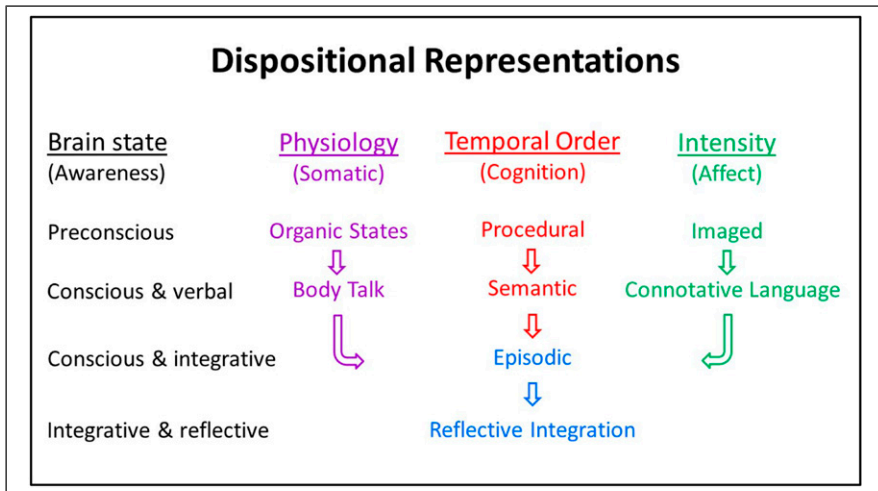 Dispositional Representations
Brain state Physiology Temporal Order Intensity
(Awareness) (Somatic) (Cognition) (Affect)
Preconscious Organic States Procedural Imaged
Conscious & verbal Body Talk Semantic Connotative Language
Conscious & integrative Episodic
Integrative & reflective Reflective Integration